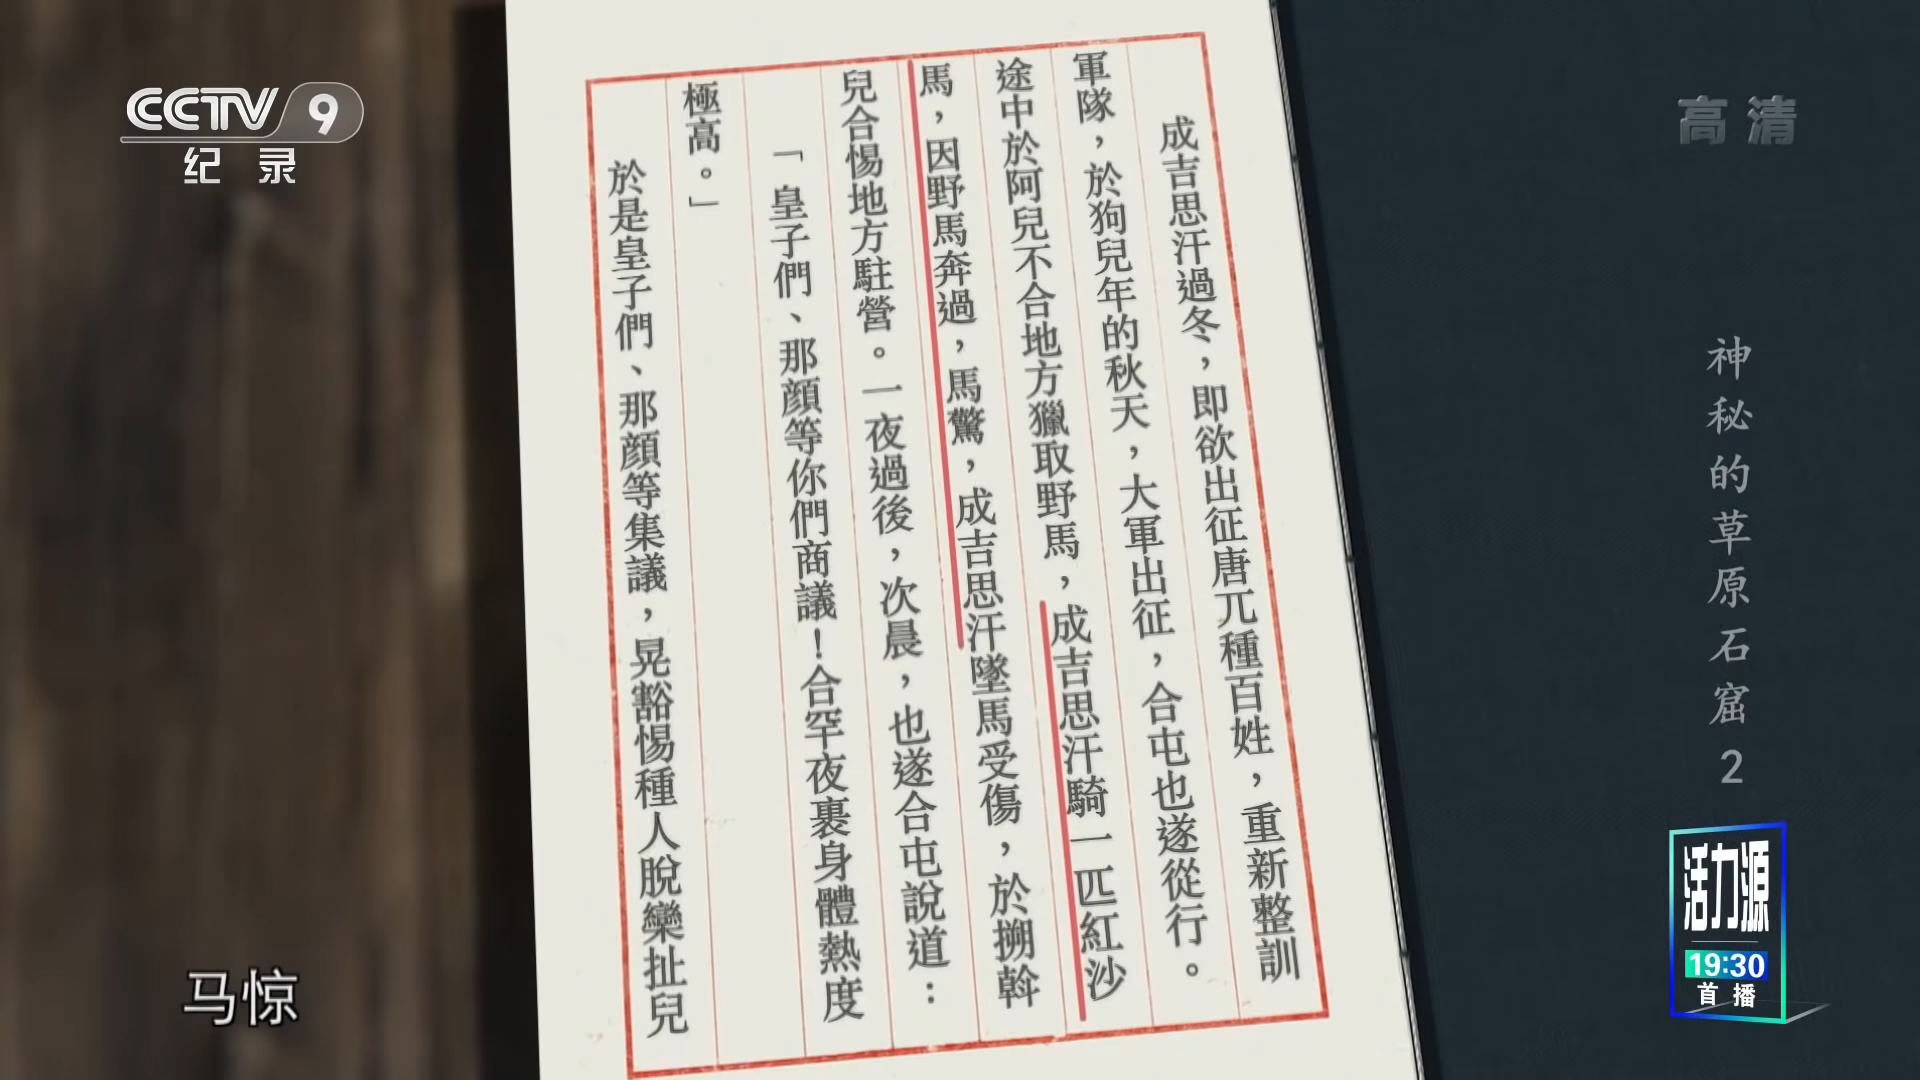 CCTV 9
纪录
高清
成吉思汗過冬，即欲出征唐兀種百姓，重新整訓
軍隊，於狗兒年的秋天，大軍出征，合屯也遂從行。
途中於阿兒不合地方獵取野馬，成吉思汗騎一匹紅沙
馬，因野馬奔過，馬驚，成吉思汗墜馬受傷，於搠斡
兒合惕地方駐營。一夜過後，次晨，也遂合屯說道：
「皇子們、那顏等你們商議！合罕夜裏身體熱度
極高。」
於是皇子們、那顏等集議，晃豁惕種人脫欒扯兒
神秘的草原石窟2
活力源
19:30
首播
马惊